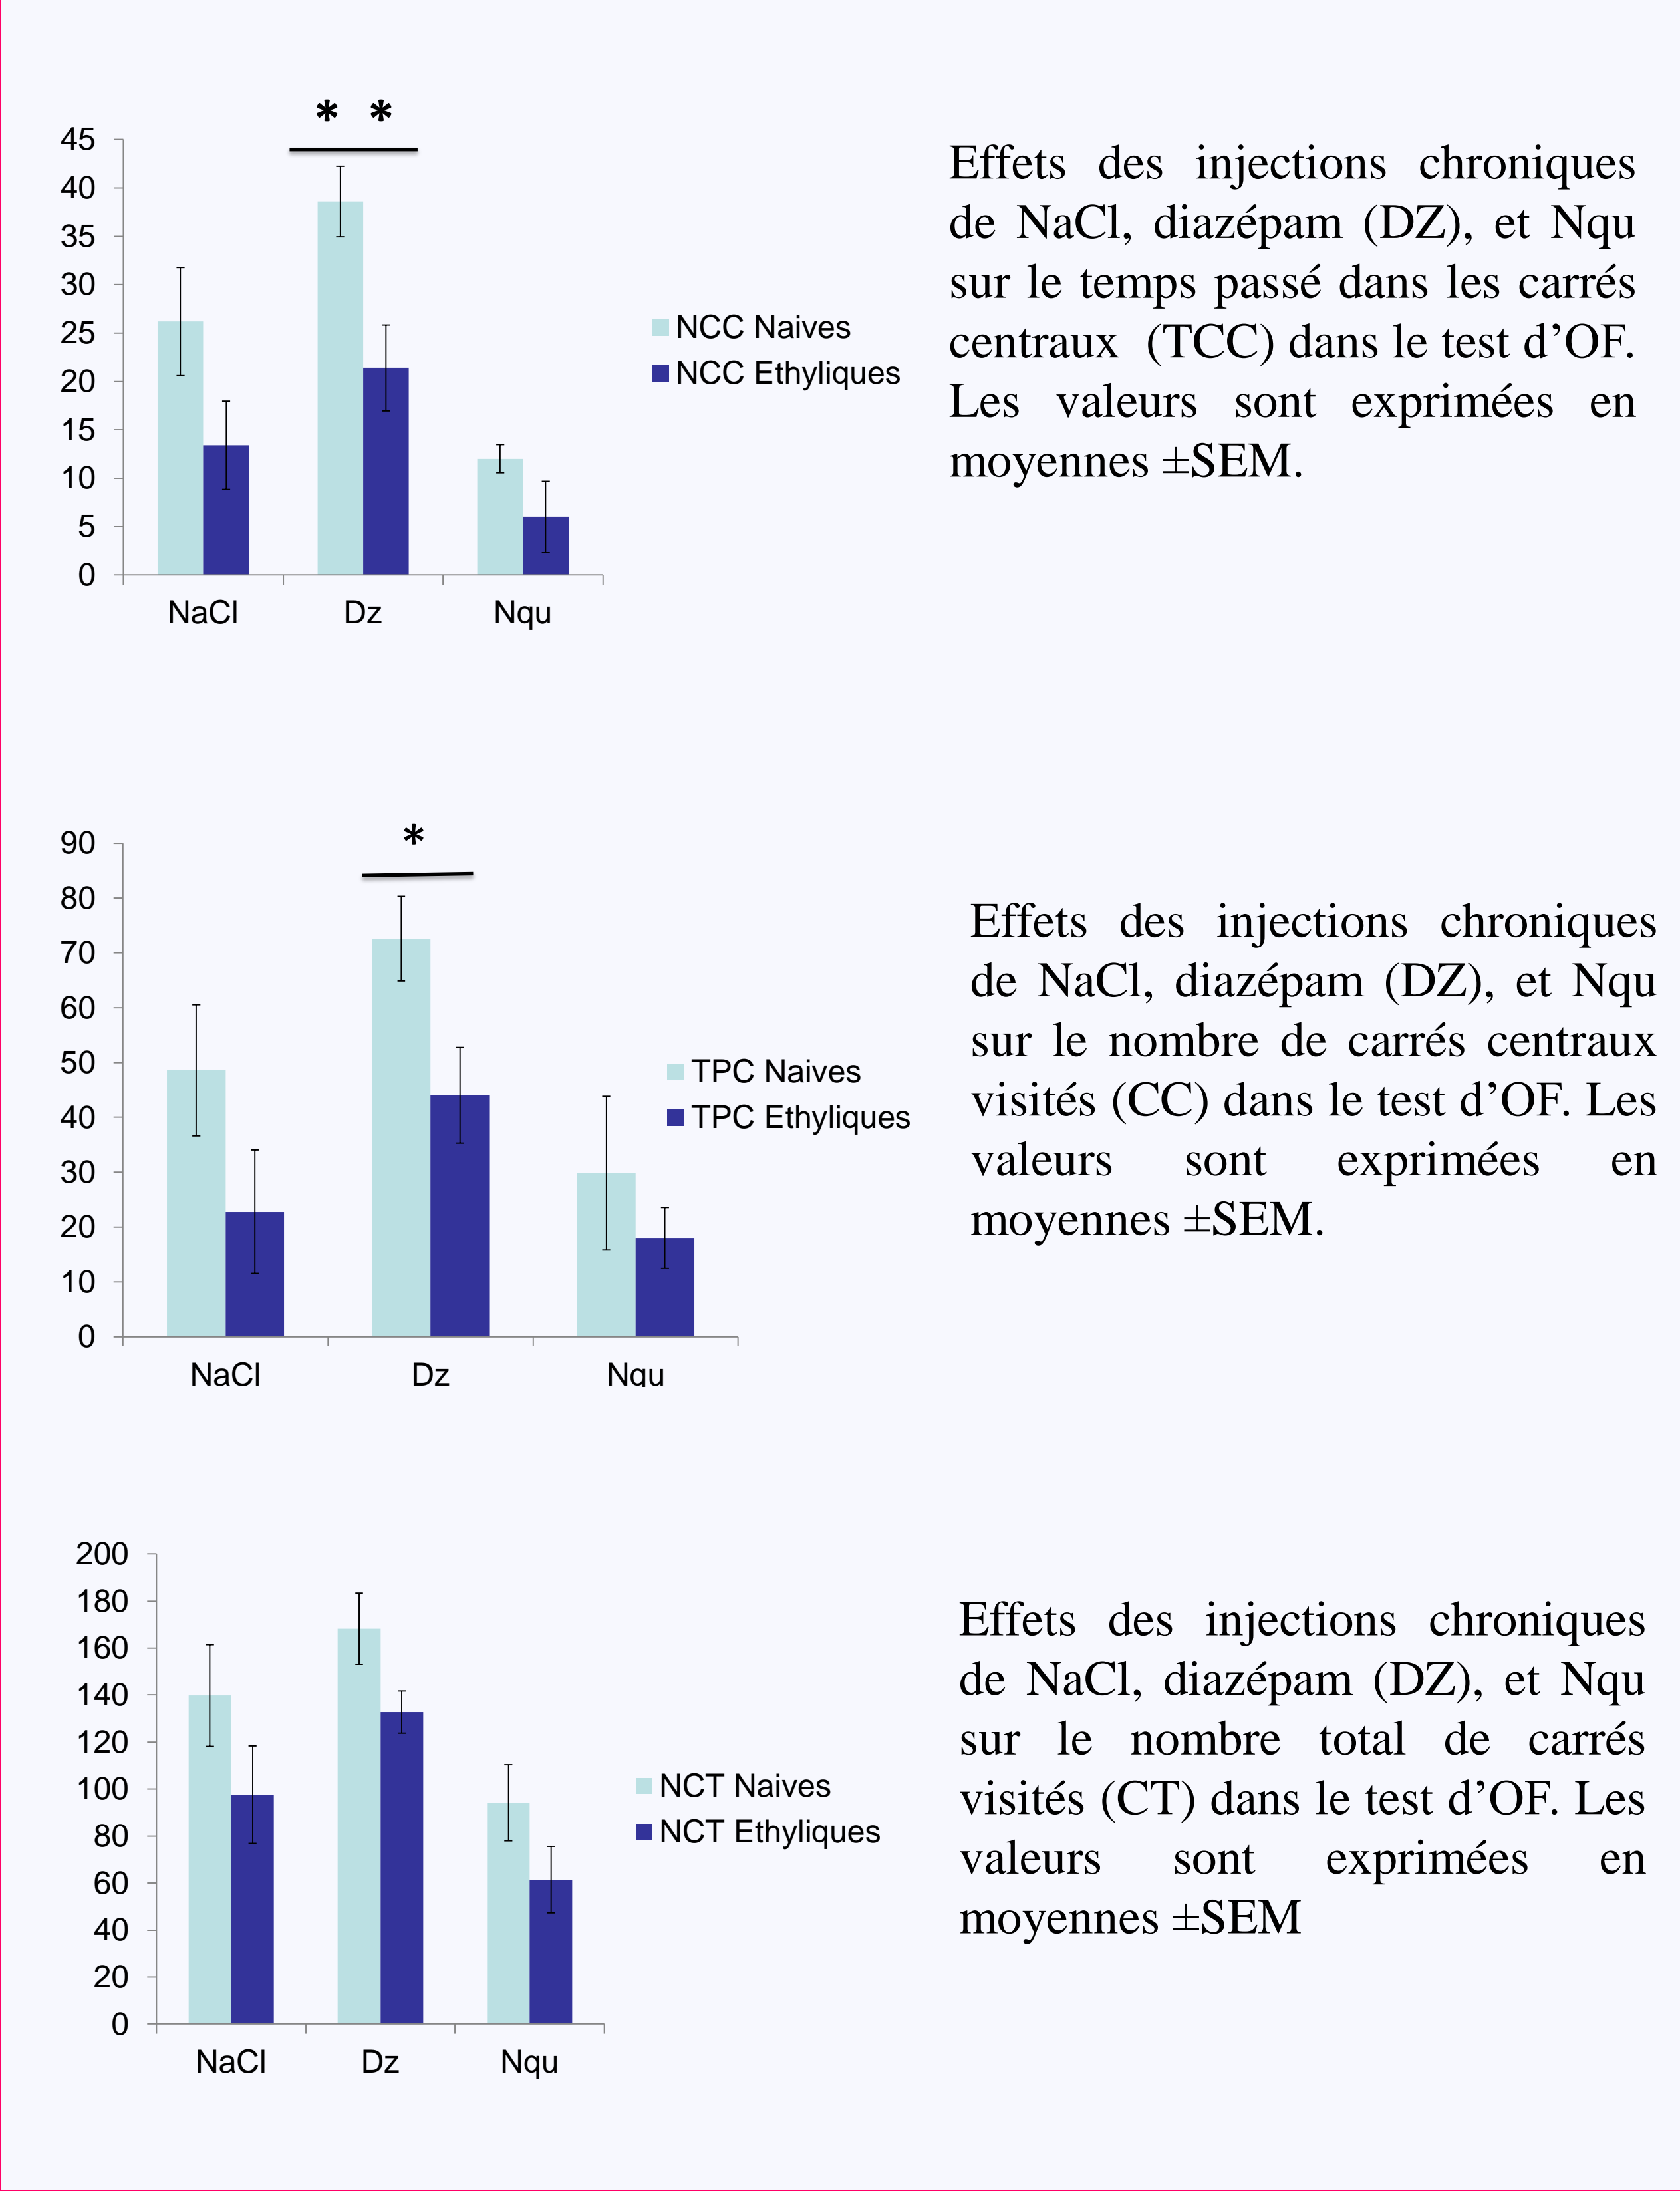 * *
45
40
35
30
25
20
15
10
5
0
NaCl Dz Nqu
NCC Naives
NCC Ethyliques
Effets des injections chroniques
de NaCl, diazépam (DZ), et Nqu
sur le temps passé dans les carrés
centraux (TCC) dans le test d’OF.
Les valeurs sont exprimées en
moyennes ±SEM.
*
90
80
70
60
50
40
30
20
10
0
NaCl Dz Nqu
TPC Naives
TPC Ethyliques
Effets des injections chroniques
de NaCl, diazépam (DZ), et Nqu
sur le nombre de carrés centraux
visités (CC) dans le test d’OF. Les
valeurs sont exprimées en
moyennes ±SEM.
200
180
160
140
120
100
80
60
40
20
0
NaCl Dz Nqu
NCT Naives
NCT Ethyliques
Effets des injections chroniques
de NaCl, diazépam (DZ), et Nqu
sur le nombre total de carrés
visités (CT) dans le test d’OF. Les
valeurs sont exprimées en
moyennes ±SEM